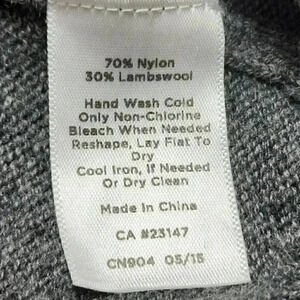 70% Nylon
30% Lambswool
Hand Wash Cold
Only Non-Chlorine
Bleach When Needed
Reshape, Lay Flat To
Dry
Cool Iron, If Needed
Or Dry Clean
Made in China
CA #23147
CN904 05/15